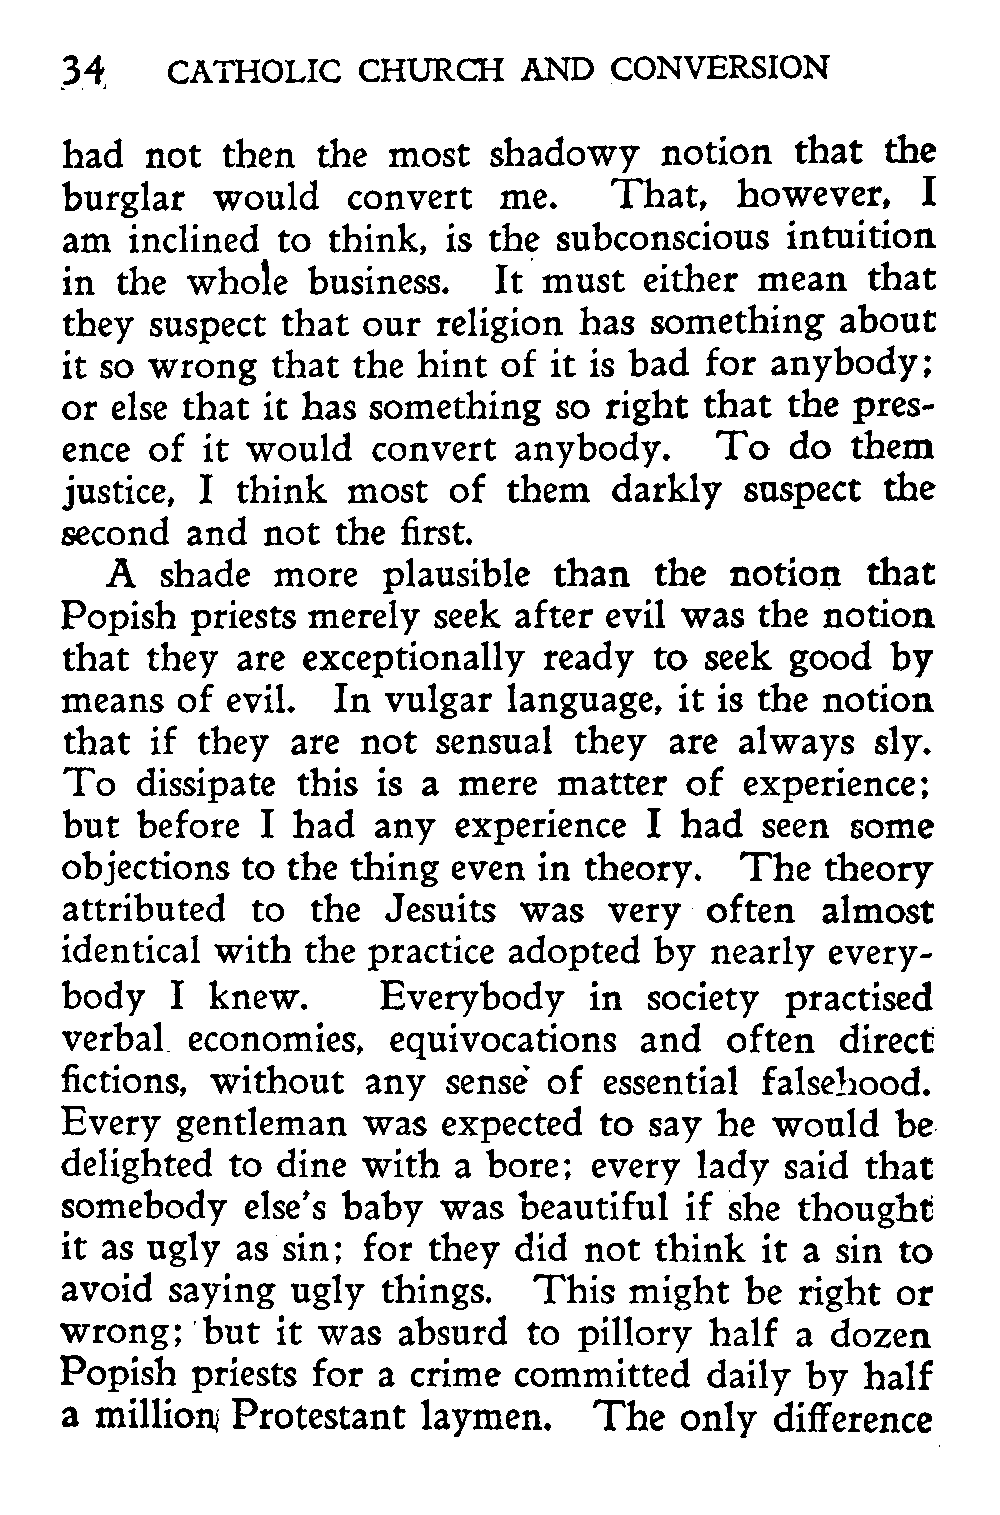 34 CATHOLIC CHURCH AND CONVERSION
had not then the most shadowy notion that the
burglar would convert me. That, however, I
am inclined to think, is the subconscious intuition
in the whole business. It must either mean that
they suspect that our religion has something about
it so wrong that the hint of it is bad for anybody;
or else that it has something so right that the pres-
ence of it would convert anybody. To do them
justice, I think most of them darkly suspect the
second and not the first.
A shade more plausible than the notion that
Popish priests merely seek after evil was the notion
that they are exceptionally ready to seek good by
means of evil. In vulgar language, it is the notion
that if they are not sensual they are always sly.
To dissipate this is a mere matter of experience;
but before I had any experience I had seen some
objections to the thing even in theory. The theory
attributed to the Jesuits was very often almost
identical with the practice adopted by nearly every-
body I knew. Everybody in society practised
verbal economies, equivocations and often direct
fictions, without any sense of essential falsehood.
Every gentleman was expected to say he would be
delighted to dine with a bore; every lady said that
somebody else's baby was beautiful if she thought
it as ugly as sin; for they did not think it a sin to
avoid saying ugly things. This might be right or
wrong; but it was absurd to pillory half a dozen
Popish priests for a crime committed daily by half
a million Protestant laymen. The only difference